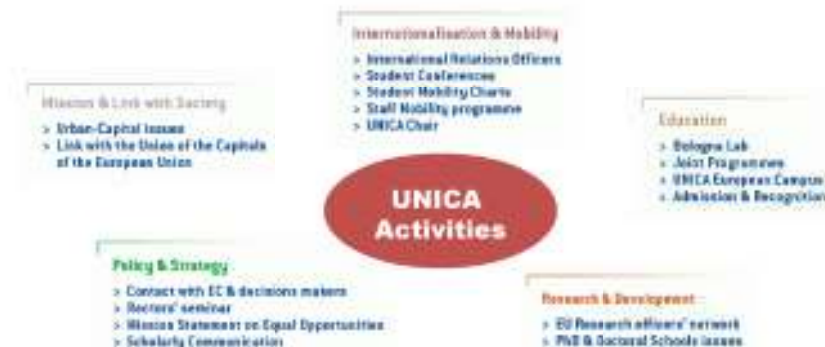 Internationalisation & Mobility
> International Relations Officers
> Student Conferences
> Student Mobility Charts
> Staff Mobility programme
> UNICA Chair
Mission & Link with Society
> Urban-Capital issues
> Link with the Union of the Capitals
of the European Union
Education
> Bologna Lab
> Joint Programmes
> UNICA European Campus
> Admission & Recognition
UNICA
Activities
Policy & Strategy
> Contact with EC & decisions makers
> Rectors' seminar
> Mission Statement on Equal Opportunities
> Scholarly Communication
Research & Development
> EU Research officers' network
> PhD & Doctoral Schools issues